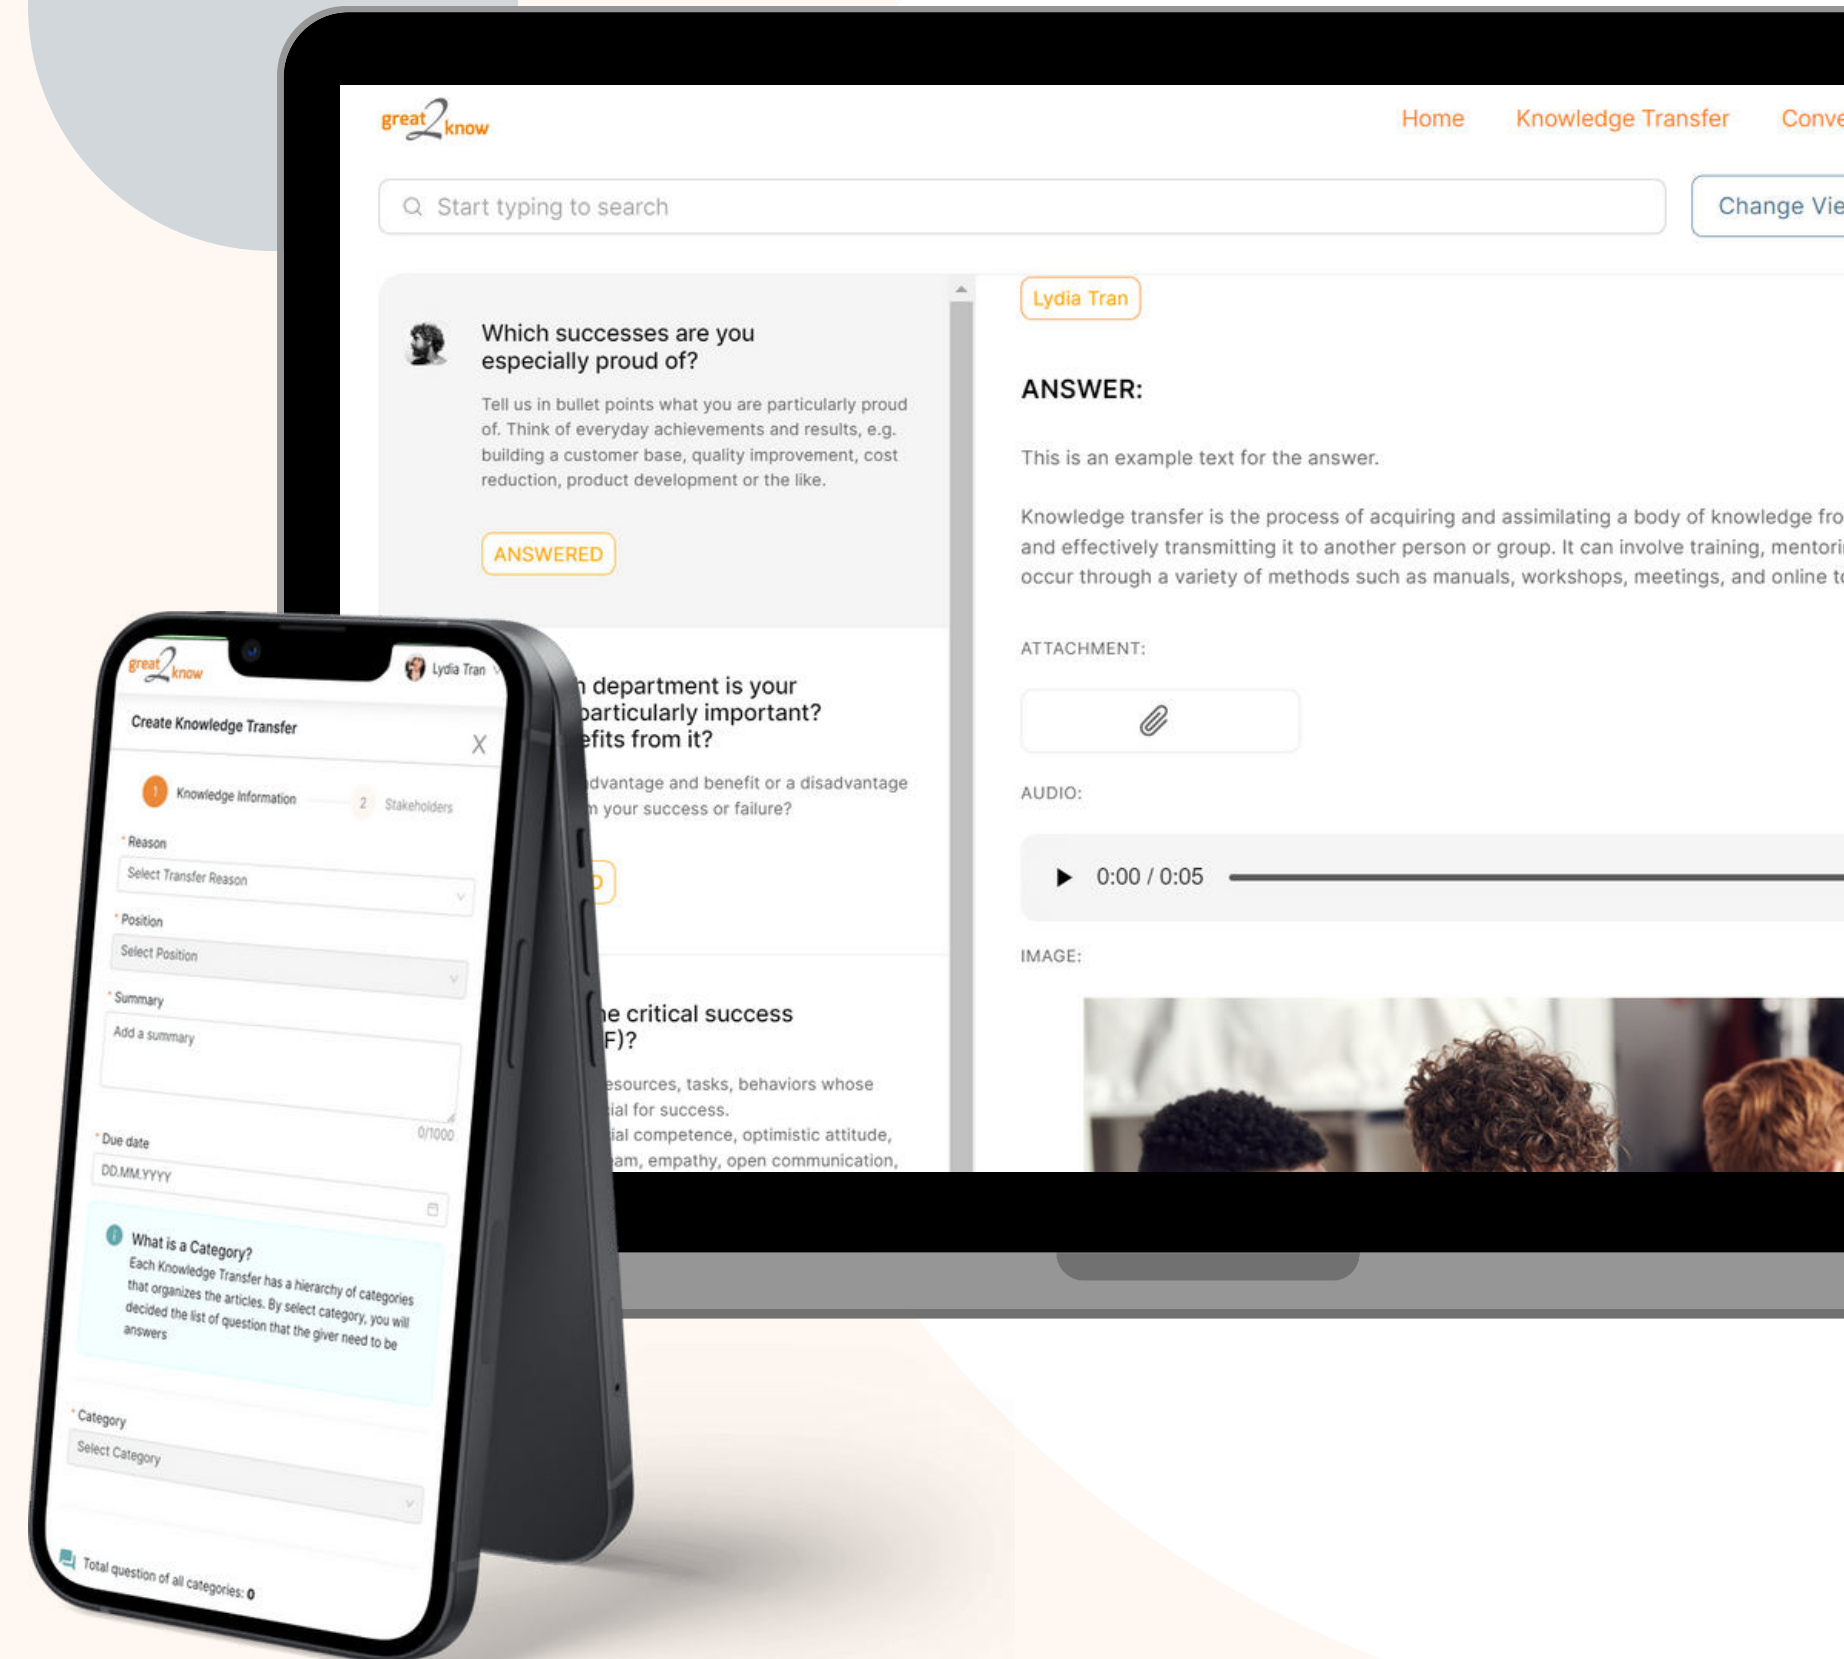 great2know
Home Knowledge Transfer
Start typing to search
Change
Which successes are you
especially proud of?
Tell us in bullet points what you are particularly proud
of. Think of everyday achievements and results, e.g.
building a customer base, quality improvement, cost
reduction, product development or the like.
ANSWERED
department is your
particularly important?
from it?
advantage and benefit or a disadvantage
your success or failure?
critical success
F)?
resources, tasks, behaviors whose
for success.
competence, optimistic attitude,
empathy, open communication,
Lydia Tran
ANSWER:
This is an example text for the answer.
Knowledge transfer is the process of acquiring and assimilating a body of knowledge
and effectively transmitting it to another person or group. It can involve training,
occur through a variety of methods such as manuals, workshops, meetings, and online
ATTACHMENT:
AUDIO:
0:00 / 0:05
IMAGE:
great2know
Lydia Tran
Create Knowledge Transfer
X
1 Knowledge Information 2 Stakeholders
* Reason
Select Transfer Reason
* Position
Select Position
* Summary
Add a summary
0/1000
* Due date
DD.MM.YYYY
What is a Category?
Each Knowledge Transfer has a hierarchy of categories
that organizes the articles. By select category, you will
decided the list of question that the giver need to be
answers
* Category
Select Category
Total question of all categories: 0